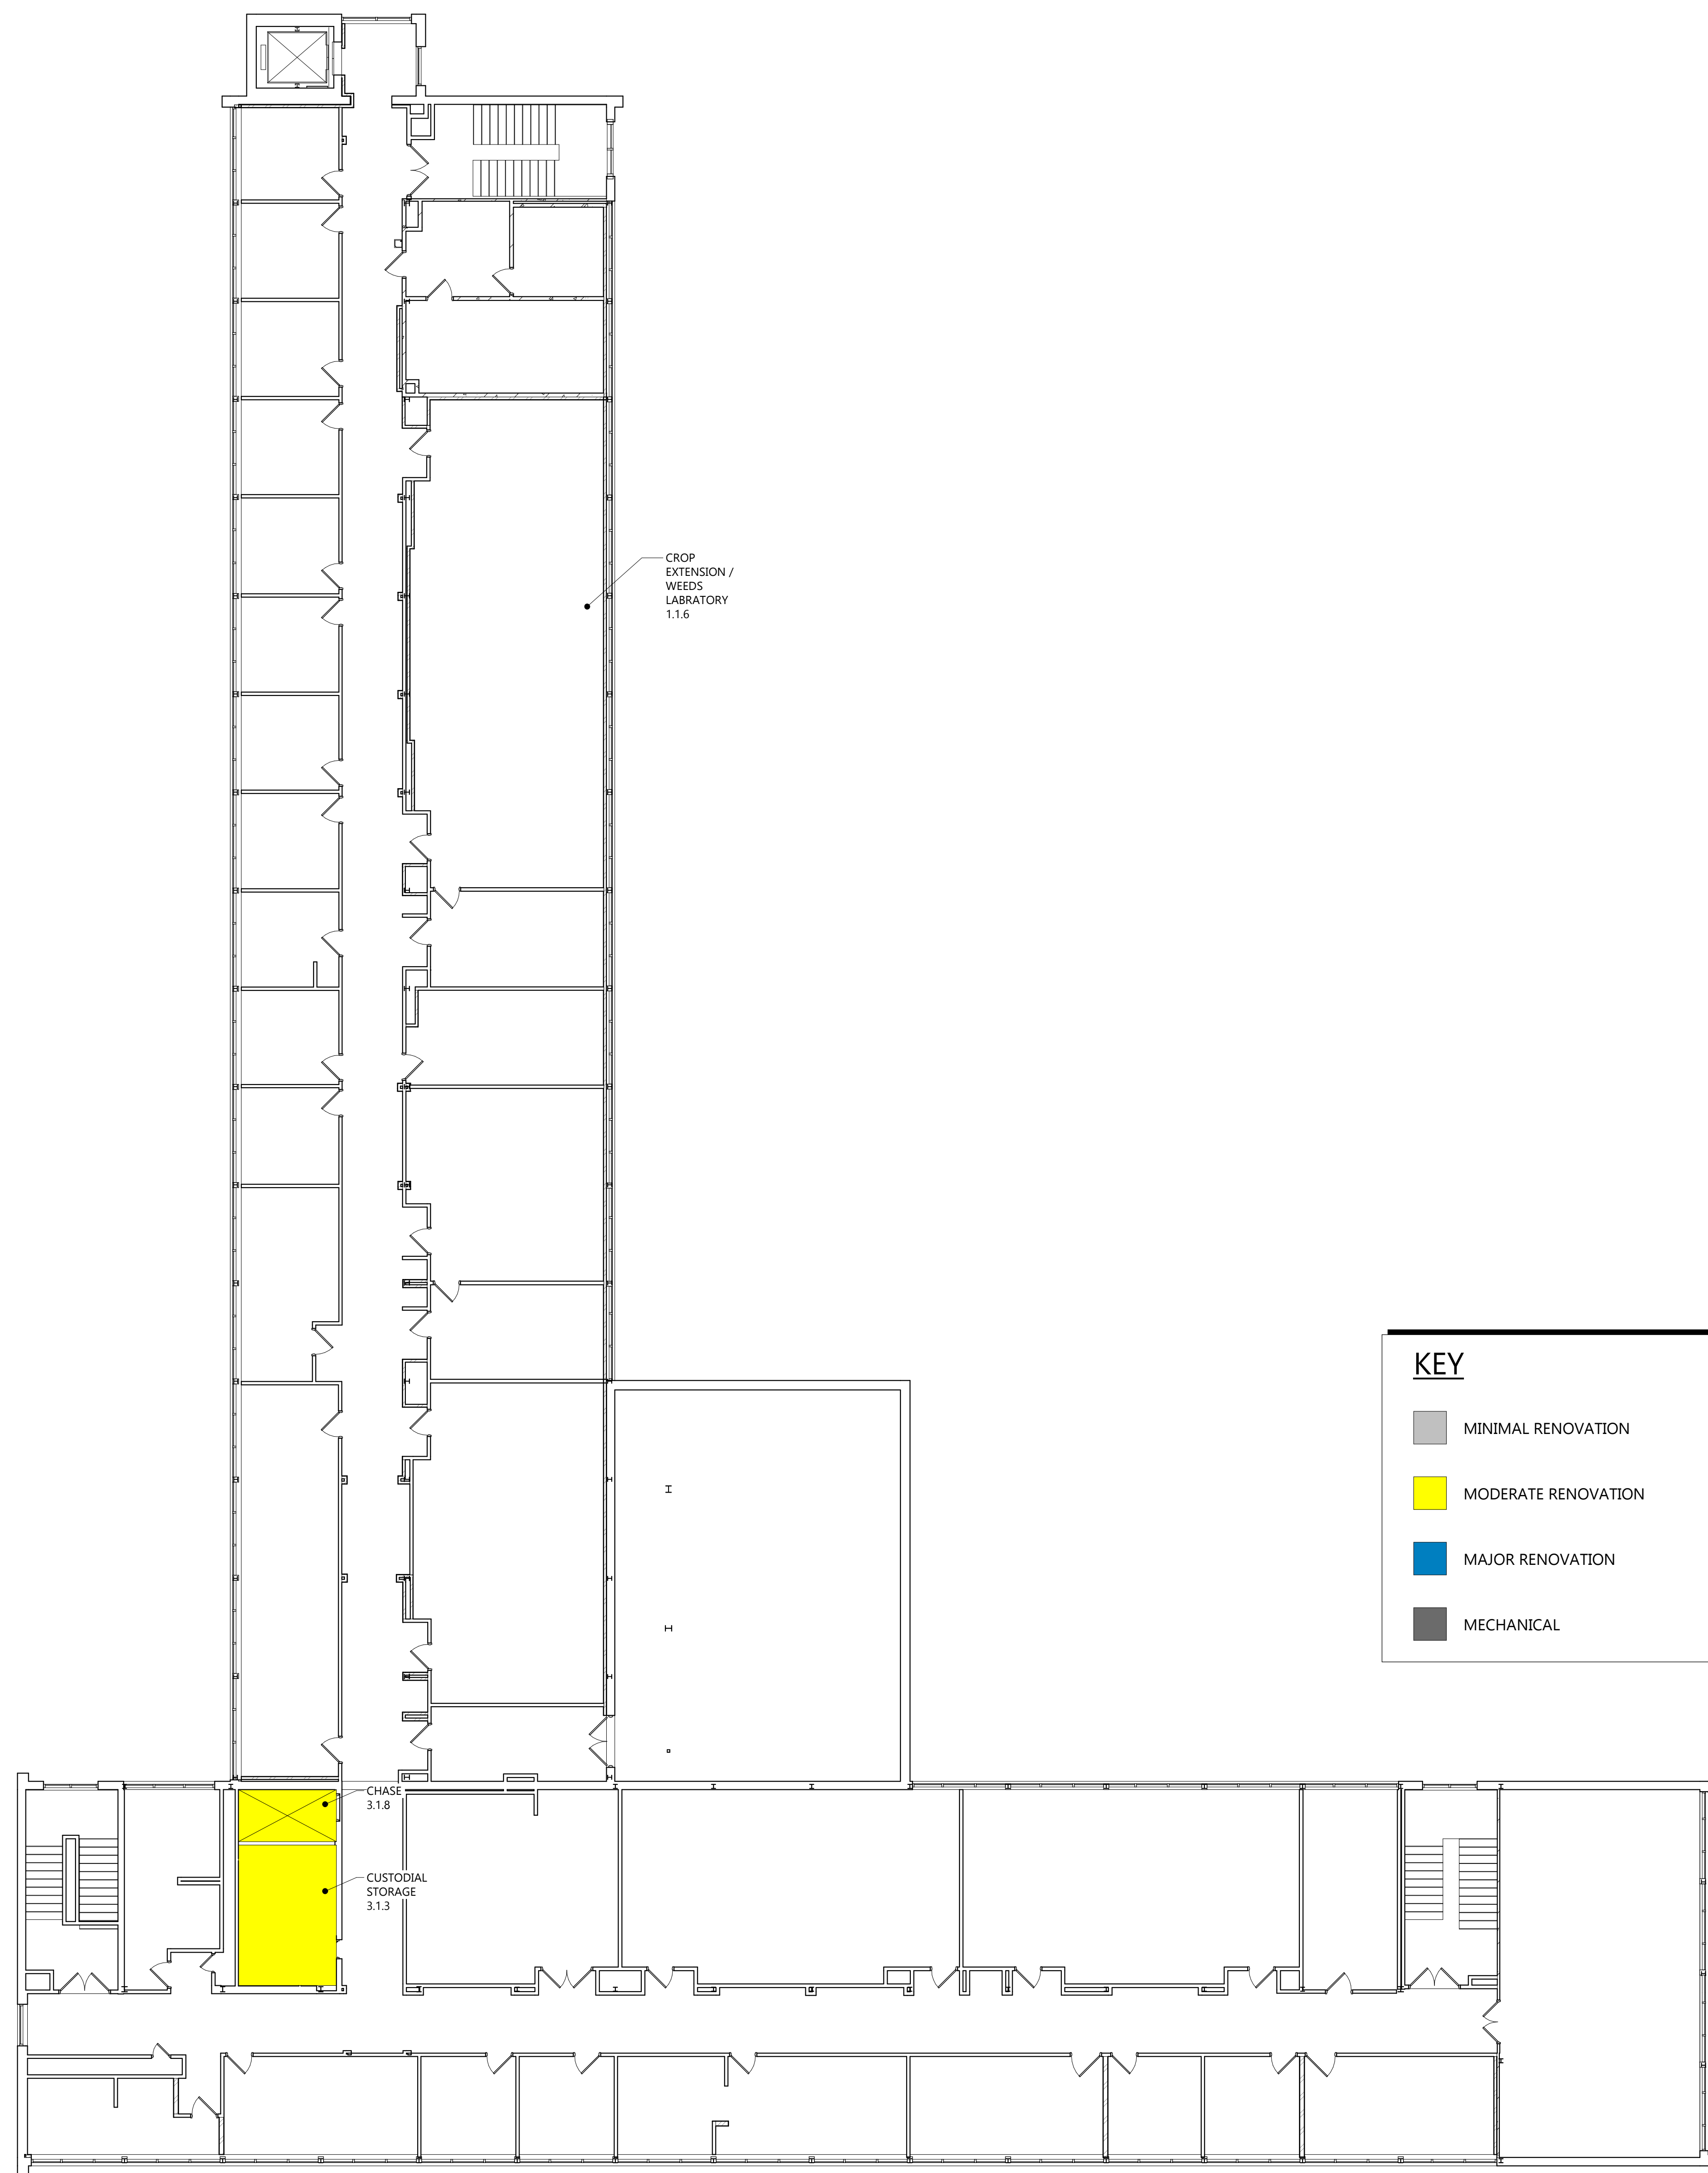 CROP
EXTENSION /
WEEDS
LABRATORY
1.1.6
KEY
MINIMAL RENOVATION
MODERATE RENOVATION
MAJOR RENOVATION
MECHANICAL
CHASE
3.1.8
CUSTODIAL
STORAGE
3.1.3